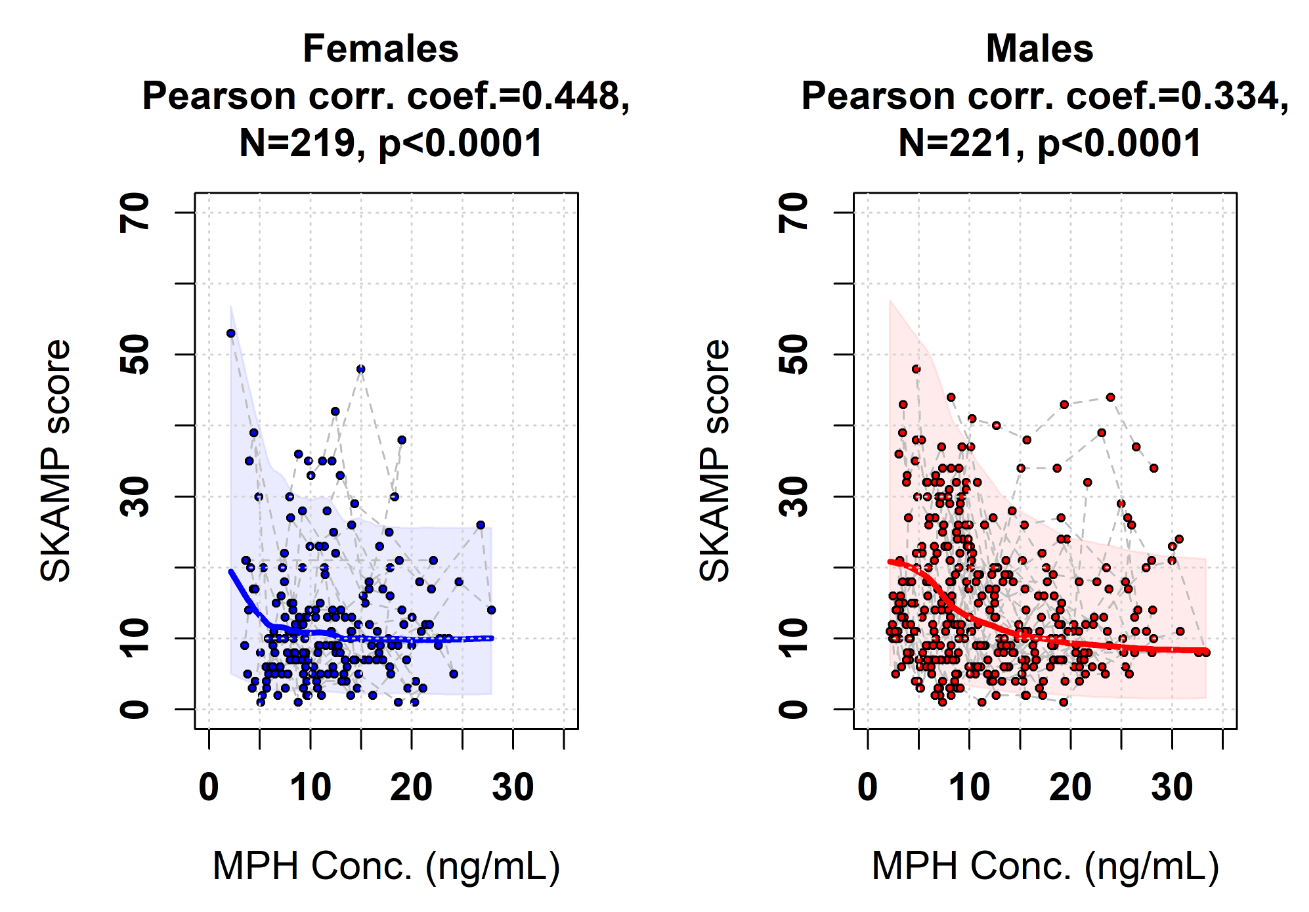 Females
Pearson corr. coef.=0.448,
N=219, p<0.0001
SKAMP score
70
50
30
10
0
0 10 20 30
MPH Conc. (ng/mL)
Males
Pearson corr. coef.=0.334,
N=221, p<0.0001
SKAMP score
70
50
30
10
0
0 10 20 30
MPH Conc. (ng/mL)